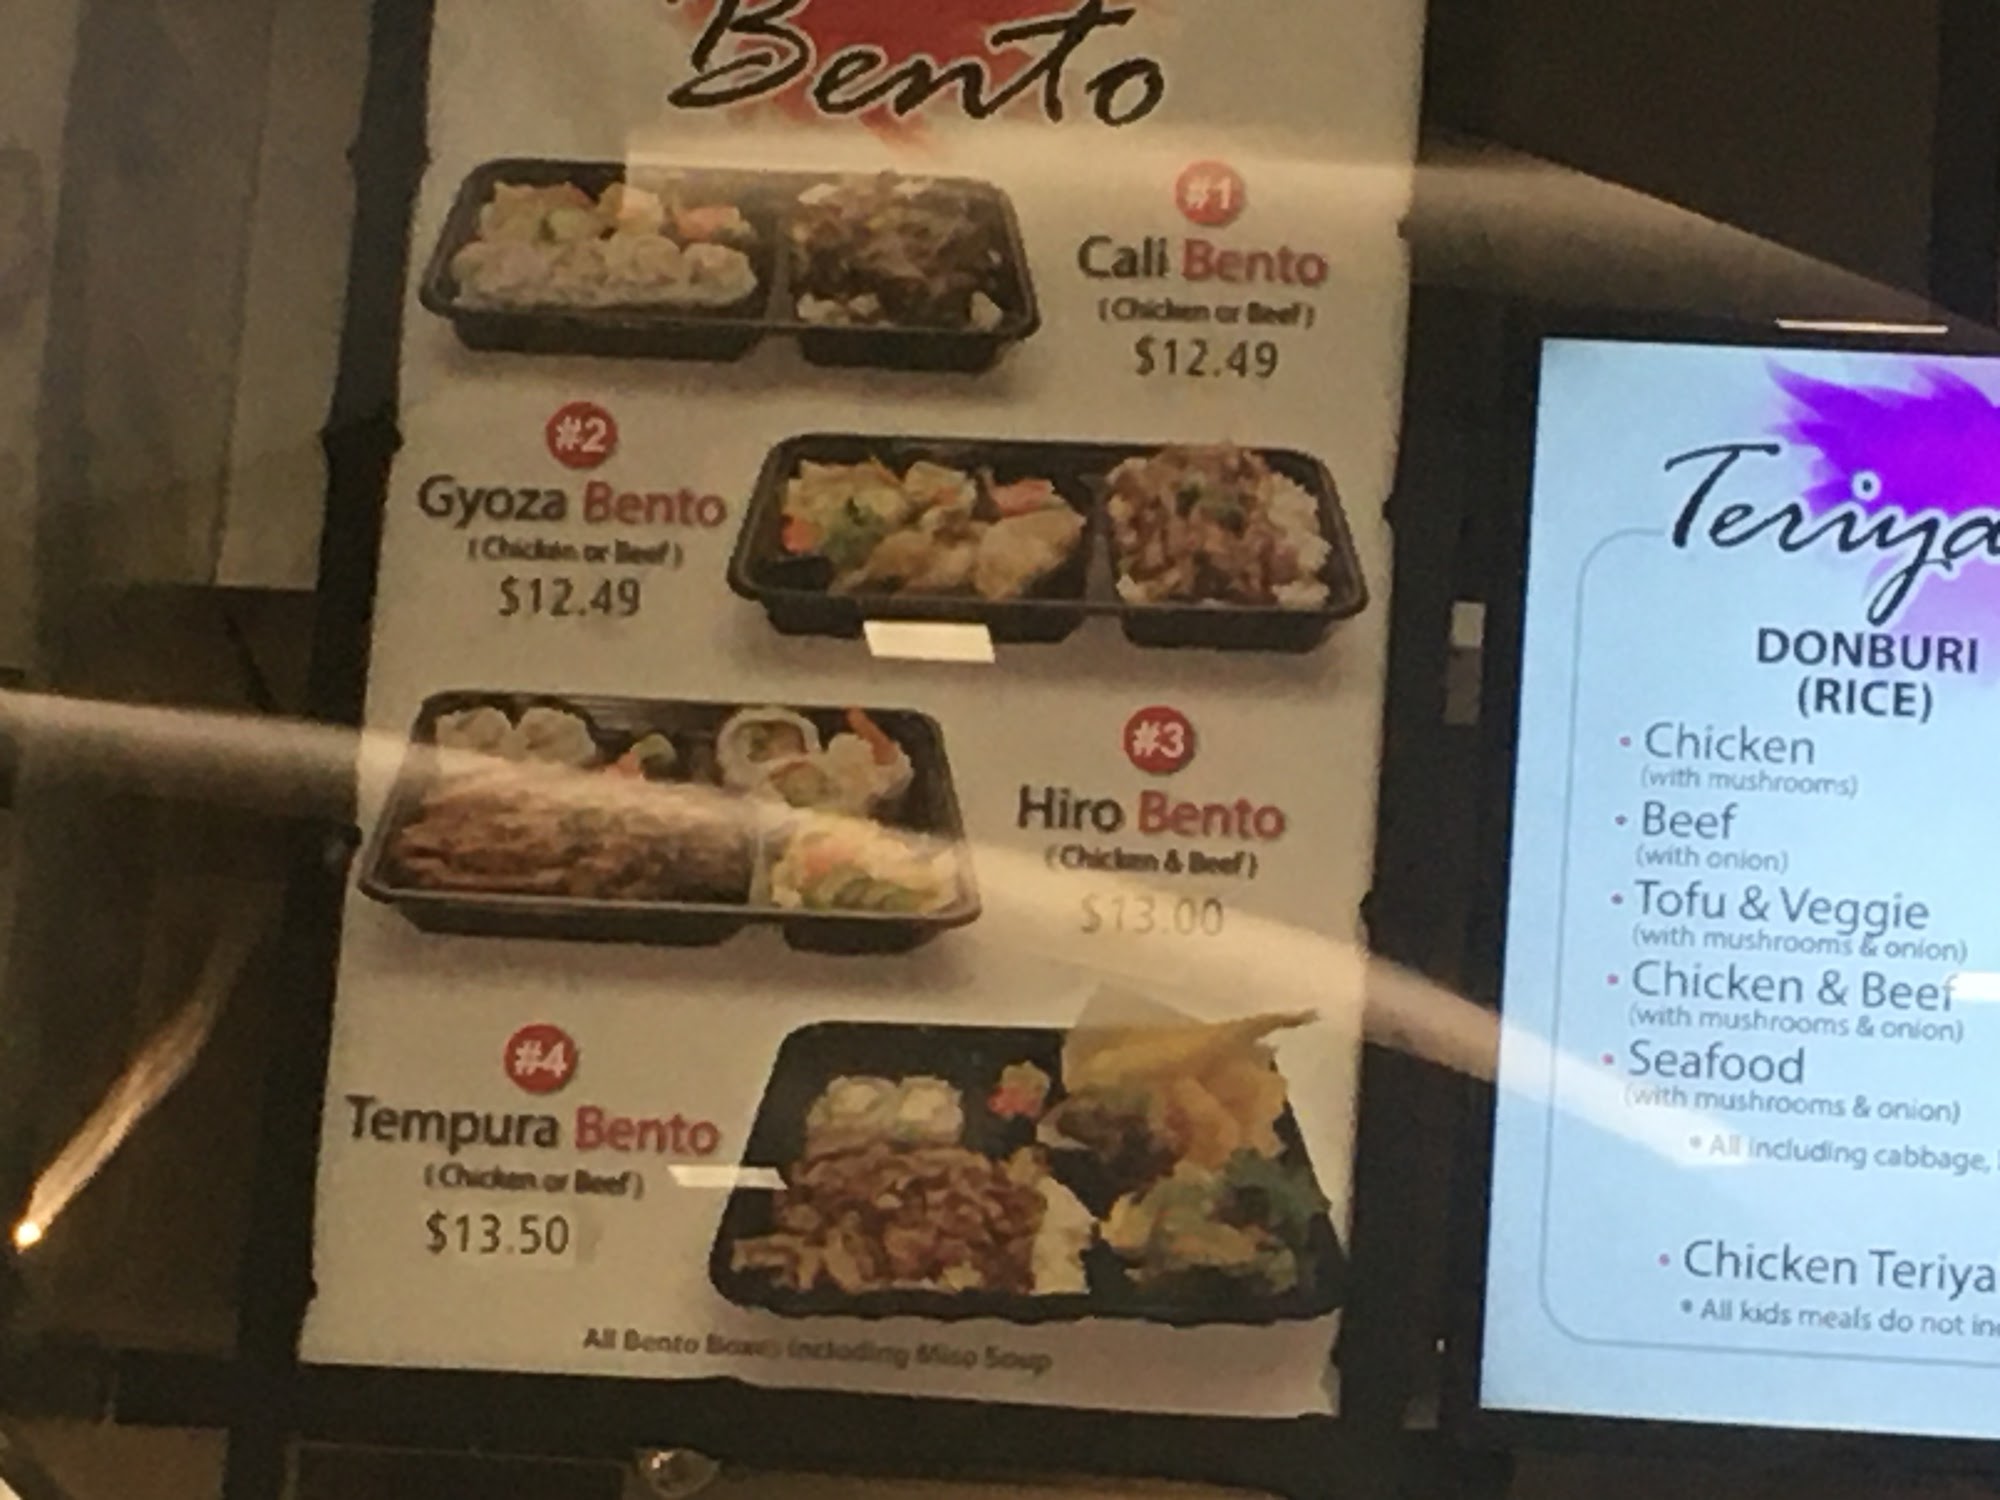 Bento
#1
Cali Bento
(Chicken or Beef)
$12.49
#2
Gyoza Bento
(Chicken or Beef)
$12.49
#3
Hiro Bento
(Chicken & Beef)
$13.00
#4
Tempura Bento
(Chicken or Beef)
$13.50
All Bento Boxes Including Miso Soup
Teriya
DONBURI
(RICE)
• Chicken
(with mushrooms)
• Beef
(with onion)
• Tofu & Veggie
(with mushrooms & onion)
• Chicken & Beef
(with mushrooms & onion)
• Seafood
(with mushrooms & onion)
* All including cabbage,
• Chicken Teriya
* All kids meals do not in